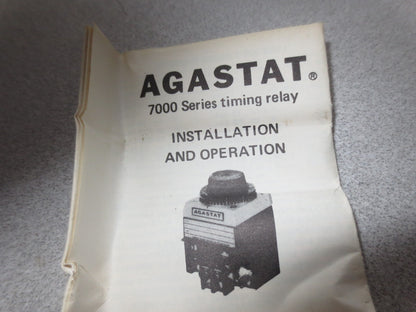 AGASTAT®
7000 Series timing relay
INSTALLATION
AND OPERATION
AGASTAT